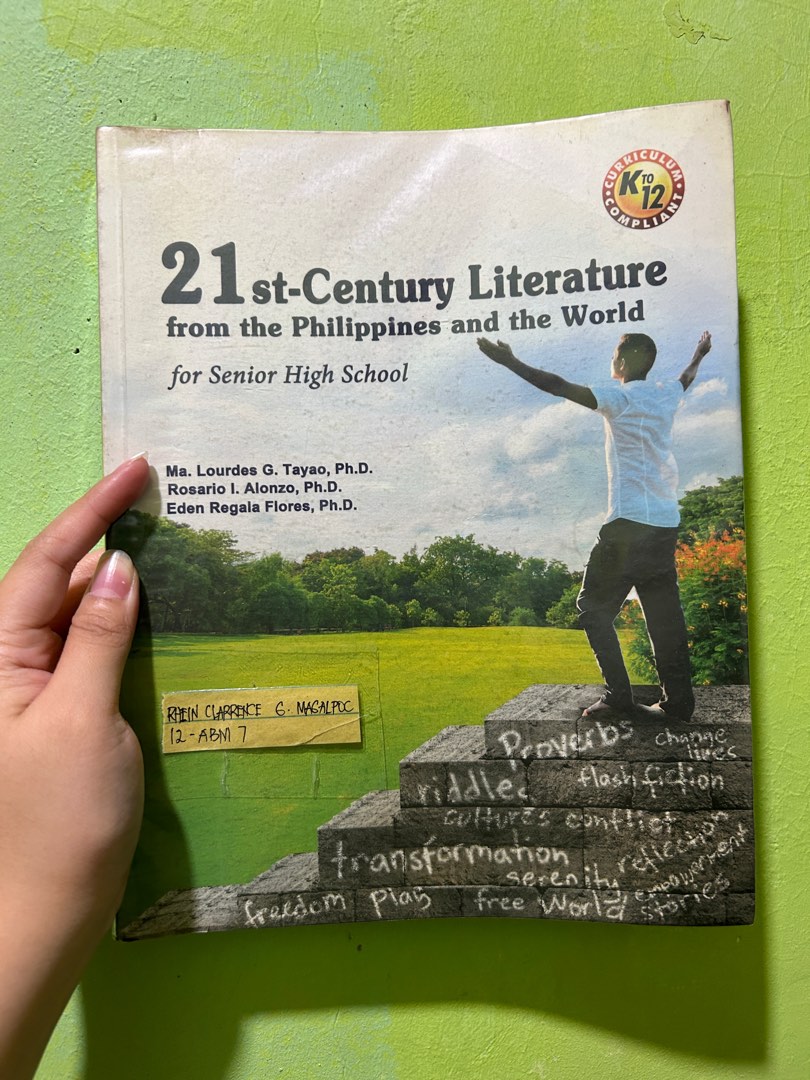 CURRICULUM
K TO 12
COMPLIANT
21st-Century Literature
from the Philippines and the World
for Senior High School
Ma. Lourdes G. Tayao, Ph.D.
Rosario I. Alonzo, Ph.D.
Eden Regala Flores, Ph.D.
RHEIN CLARRENCE G. MAGALPOC
12-ABM 7
Proverbs change
lives
riddles flash fiction
cultures conflict
transformation reflection
serenity empowerment
freedom play free World stories